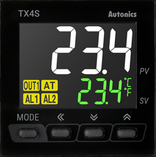 TX4S Autonics
23.4 PV
OUT1 AT
AL1 AL2
23.4 °C °F SV
MODE